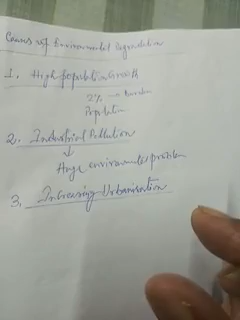 Causes of Environmental Degradation
1. High population Growth
2% → Burden
Population
2. Industrial Pollution
↓
Huge environmental problem
3. Increasing Urbanisation